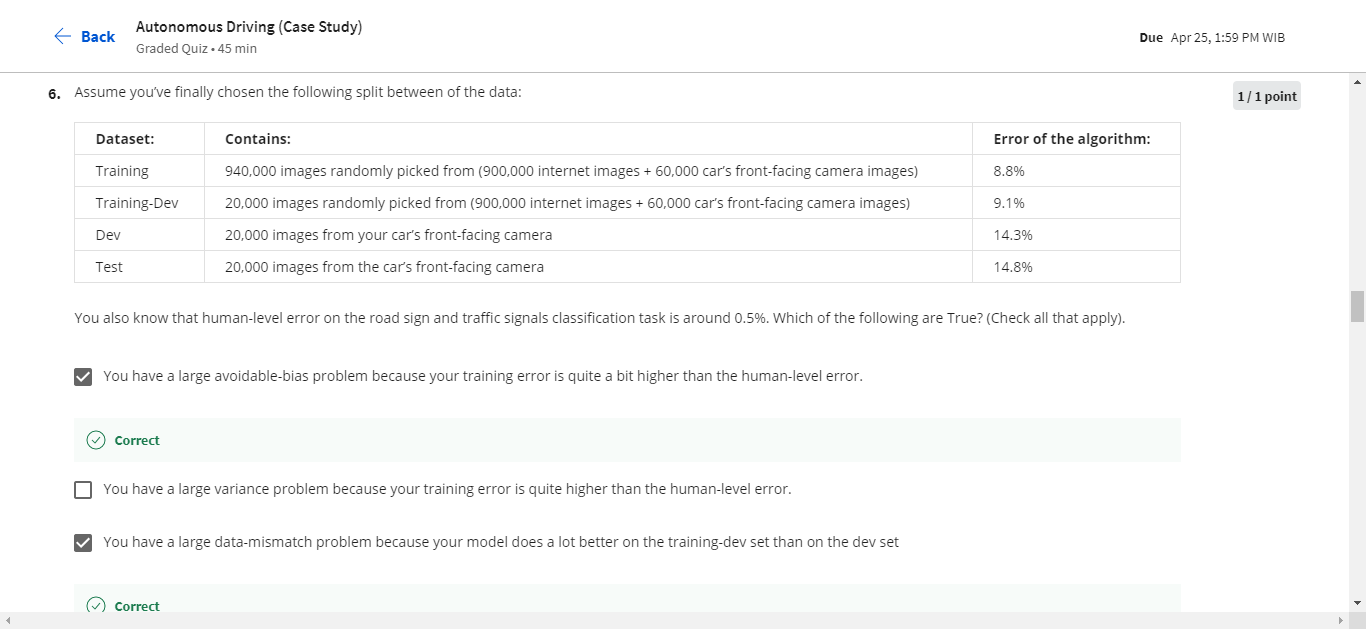 Back
Autonomous Driving (Case Study)
Graded Quiz • 45 min
Due Apr 25, 1:59 PM WIB
6. Assume you've finally chosen the following split between of the data:
1 / 1 point
Dataset: Contains: Error of the algorithm:
Training 940,000 images randomly picked from (900,000 internet images + 60,000 car's front-facing camera images) 8.8%
Training-Dev 20,000 images randomly picked from (900,000 internet images + 60,000 car's front-facing camera images) 9.1%
Dev 20,000 images from your car's front-facing camera 14.3%
Test 20,000 images from the car's front-facing camera 14.8%
You also know that human-level error on the road sign and traffic signals classification task is around 0.5%. Which of the following are True? (Check all that apply).
You have a large avoidable-bias problem because your training error is quite a bit higher than the human-level error.
Correct
You have a large variance problem because your training error is quite higher than the human-level error.
You have a large data-mismatch problem because your model does a lot better on the training-dev set than on the dev set
Correct